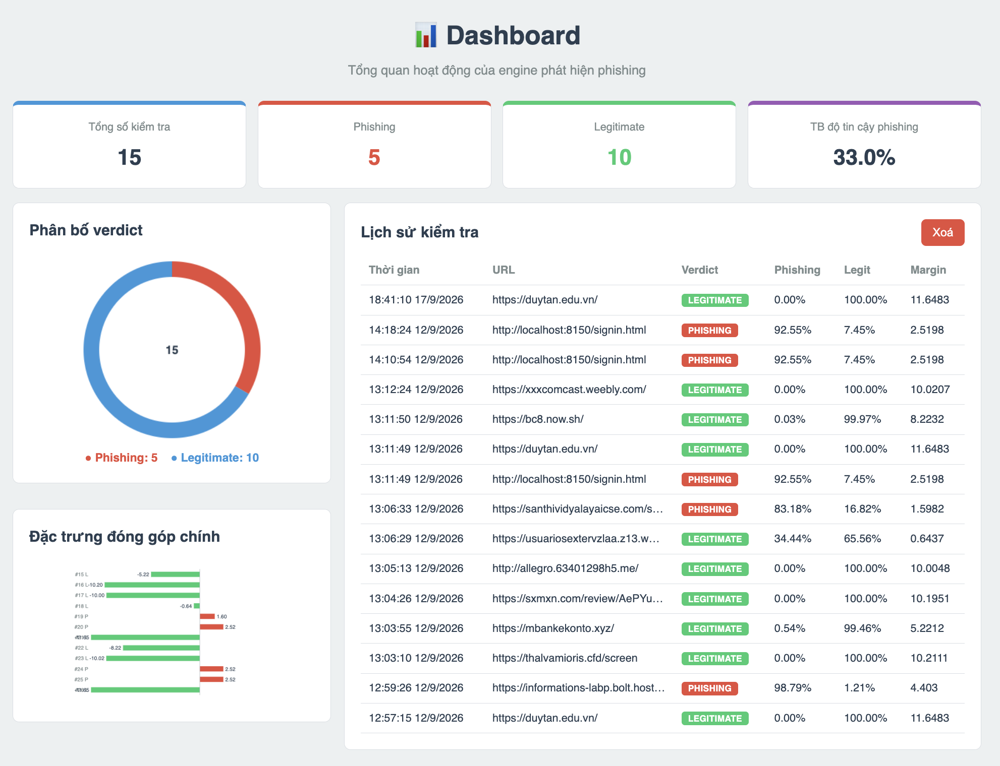 📊 Dashboard
Tổng quan hoạt động của engine phát hiện phishing
Tổng số kiểm tra
15
Phishing
5
Legitimate
10
TB độ tin cậy phishing
33.0%
Phân bố verdict
15
● Phishing: 5 ● Legitimate: 10
Đặc trưng đóng góp chính
#15 L -5.22
#16 L -10.20
#17 L -10.00
#18 L -0.64
#19 P 1.60
#20 P 2.52
-11.65
#22 L -8.22
#23 L -10.02
#24 P 2.52
#25 P 2.52
-11.65
Lịch sử kiểm tra
Xoá
Thời gian URL Verdict Phishing Legit Margin
18:41:10 17/9/2026 https://duytan.edu.vn/ LEGITIMATE 0.00% 100.00% 11.6483
14:18:24 12/9/2026 http://localhost:8150/signin.html PHISHING 92.55% 7.45% 2.5198
14:10:54 12/9/2026 http://localhost:8150/signin.html PHISHING 92.55% 7.45% 2.5198
13:12:24 12/9/2026 https://xxxcomcast.weebly.com/ LEGITIMATE 0.00% 100.00% 10.0207
13:11:50 12/9/2026 https://bc8.now.sh/ LEGITIMATE 0.03% 99.97% 8.2232
13:11:49 12/9/2026 https://duytan.edu.vn/ LEGITIMATE 0.00% 100.00% 11.6483
13:11:49 12/9/2026 http://localhost:8150/signin.html PHISHING 92.55% 7.45% 2.5198
13:06:33 12/9/2026 https://santhividyalayaicse.com/s... PHISHING 83.18% 16.82% 1.5982
13:06:29 12/9/2026 https://usuariosextervzlaa.z13.w... LEGITIMATE 34.44% 65.56% 0.6437
13:05:13 12/9/2026 http://allegro.63401298h5.me/ LEGITIMATE 0.00% 100.00% 10.0048
13:04:26 12/9/2026 https://sxmxn.com/review/AePYu... LEGITIMATE 0.00% 100.00% 10.1951
13:03:55 12/9/2026 https://mbankekonto.xyz/ LEGITIMATE 0.54% 99.46% 5.2212
13:03:10 12/9/2026 https://thalvamioris.cfd/screen LEGITIMATE 0.00% 100.00% 10.2111
12:59:26 12/9/2026 https://informations-labp.bolt.host... PHISHING 98.79% 1.21% 4.403
12:57:15 12/9/2026 https://duytan.edu.vn/ LEGITIMATE 0.00% 100.00% 11.6483